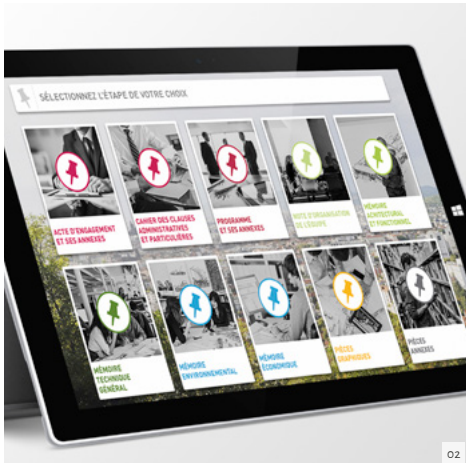 SÉLECTIONNEZ L'ÉTAPE DE VOTRE CHOIX
ACTE D'ENGAGEMENT
ET SES ANNEXES
CAHIER DES CLAUSES
ADMINISTRATIVES
ET PARTICULIÈRES
PROGRAMME
ET SES ANNEXES
NOTE D'ORGANISATION
DE L'ÉQUIPE
MÉMOIRE
ARCHITECTURAL
ET FONCTIONNEL
MÉMOIRE
TECHNIQUE
GÉNÉRAL
MÉMOIRE
ENVIRONNEMENTAL
MÉMOIRE
ÉCONOMIQUE
PIÈCES
GRAPHIQUES
PIÈCES
ANNEXES
02